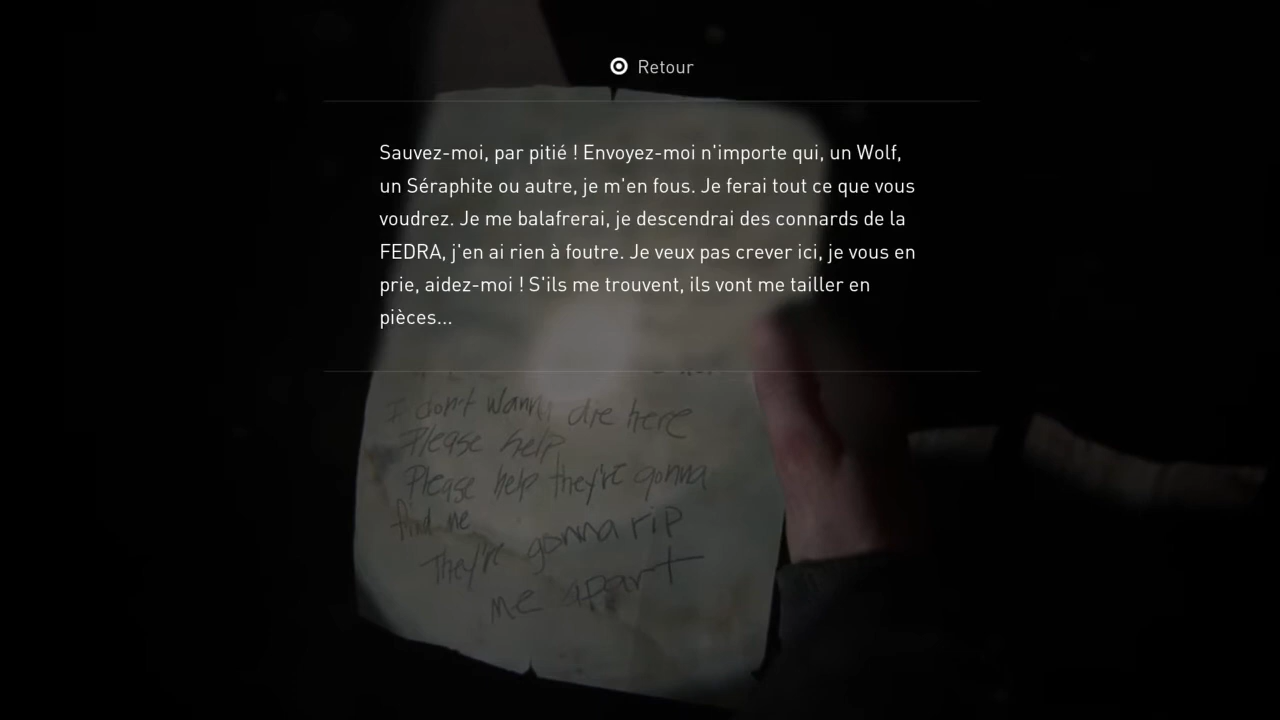 Retour
Sauvez-moi, par pitié ! Envoyez-moi n'importe qui, un Wolf,
un Séraphite ou autre, je m'en fous. Je ferai tout ce que vous
voudrez. Je me balafrerai, je descendrai des connards de la
FEDRA, j'en ai rien à foutre. Je veux pas crever ici, je vous en
prie, aidez-moi ! S'ils me trouvent, ils vont me tailler en
pièces...
I don't wanna die here
Please help
Please help they're gonna
find me
They're gonna rip
me apart